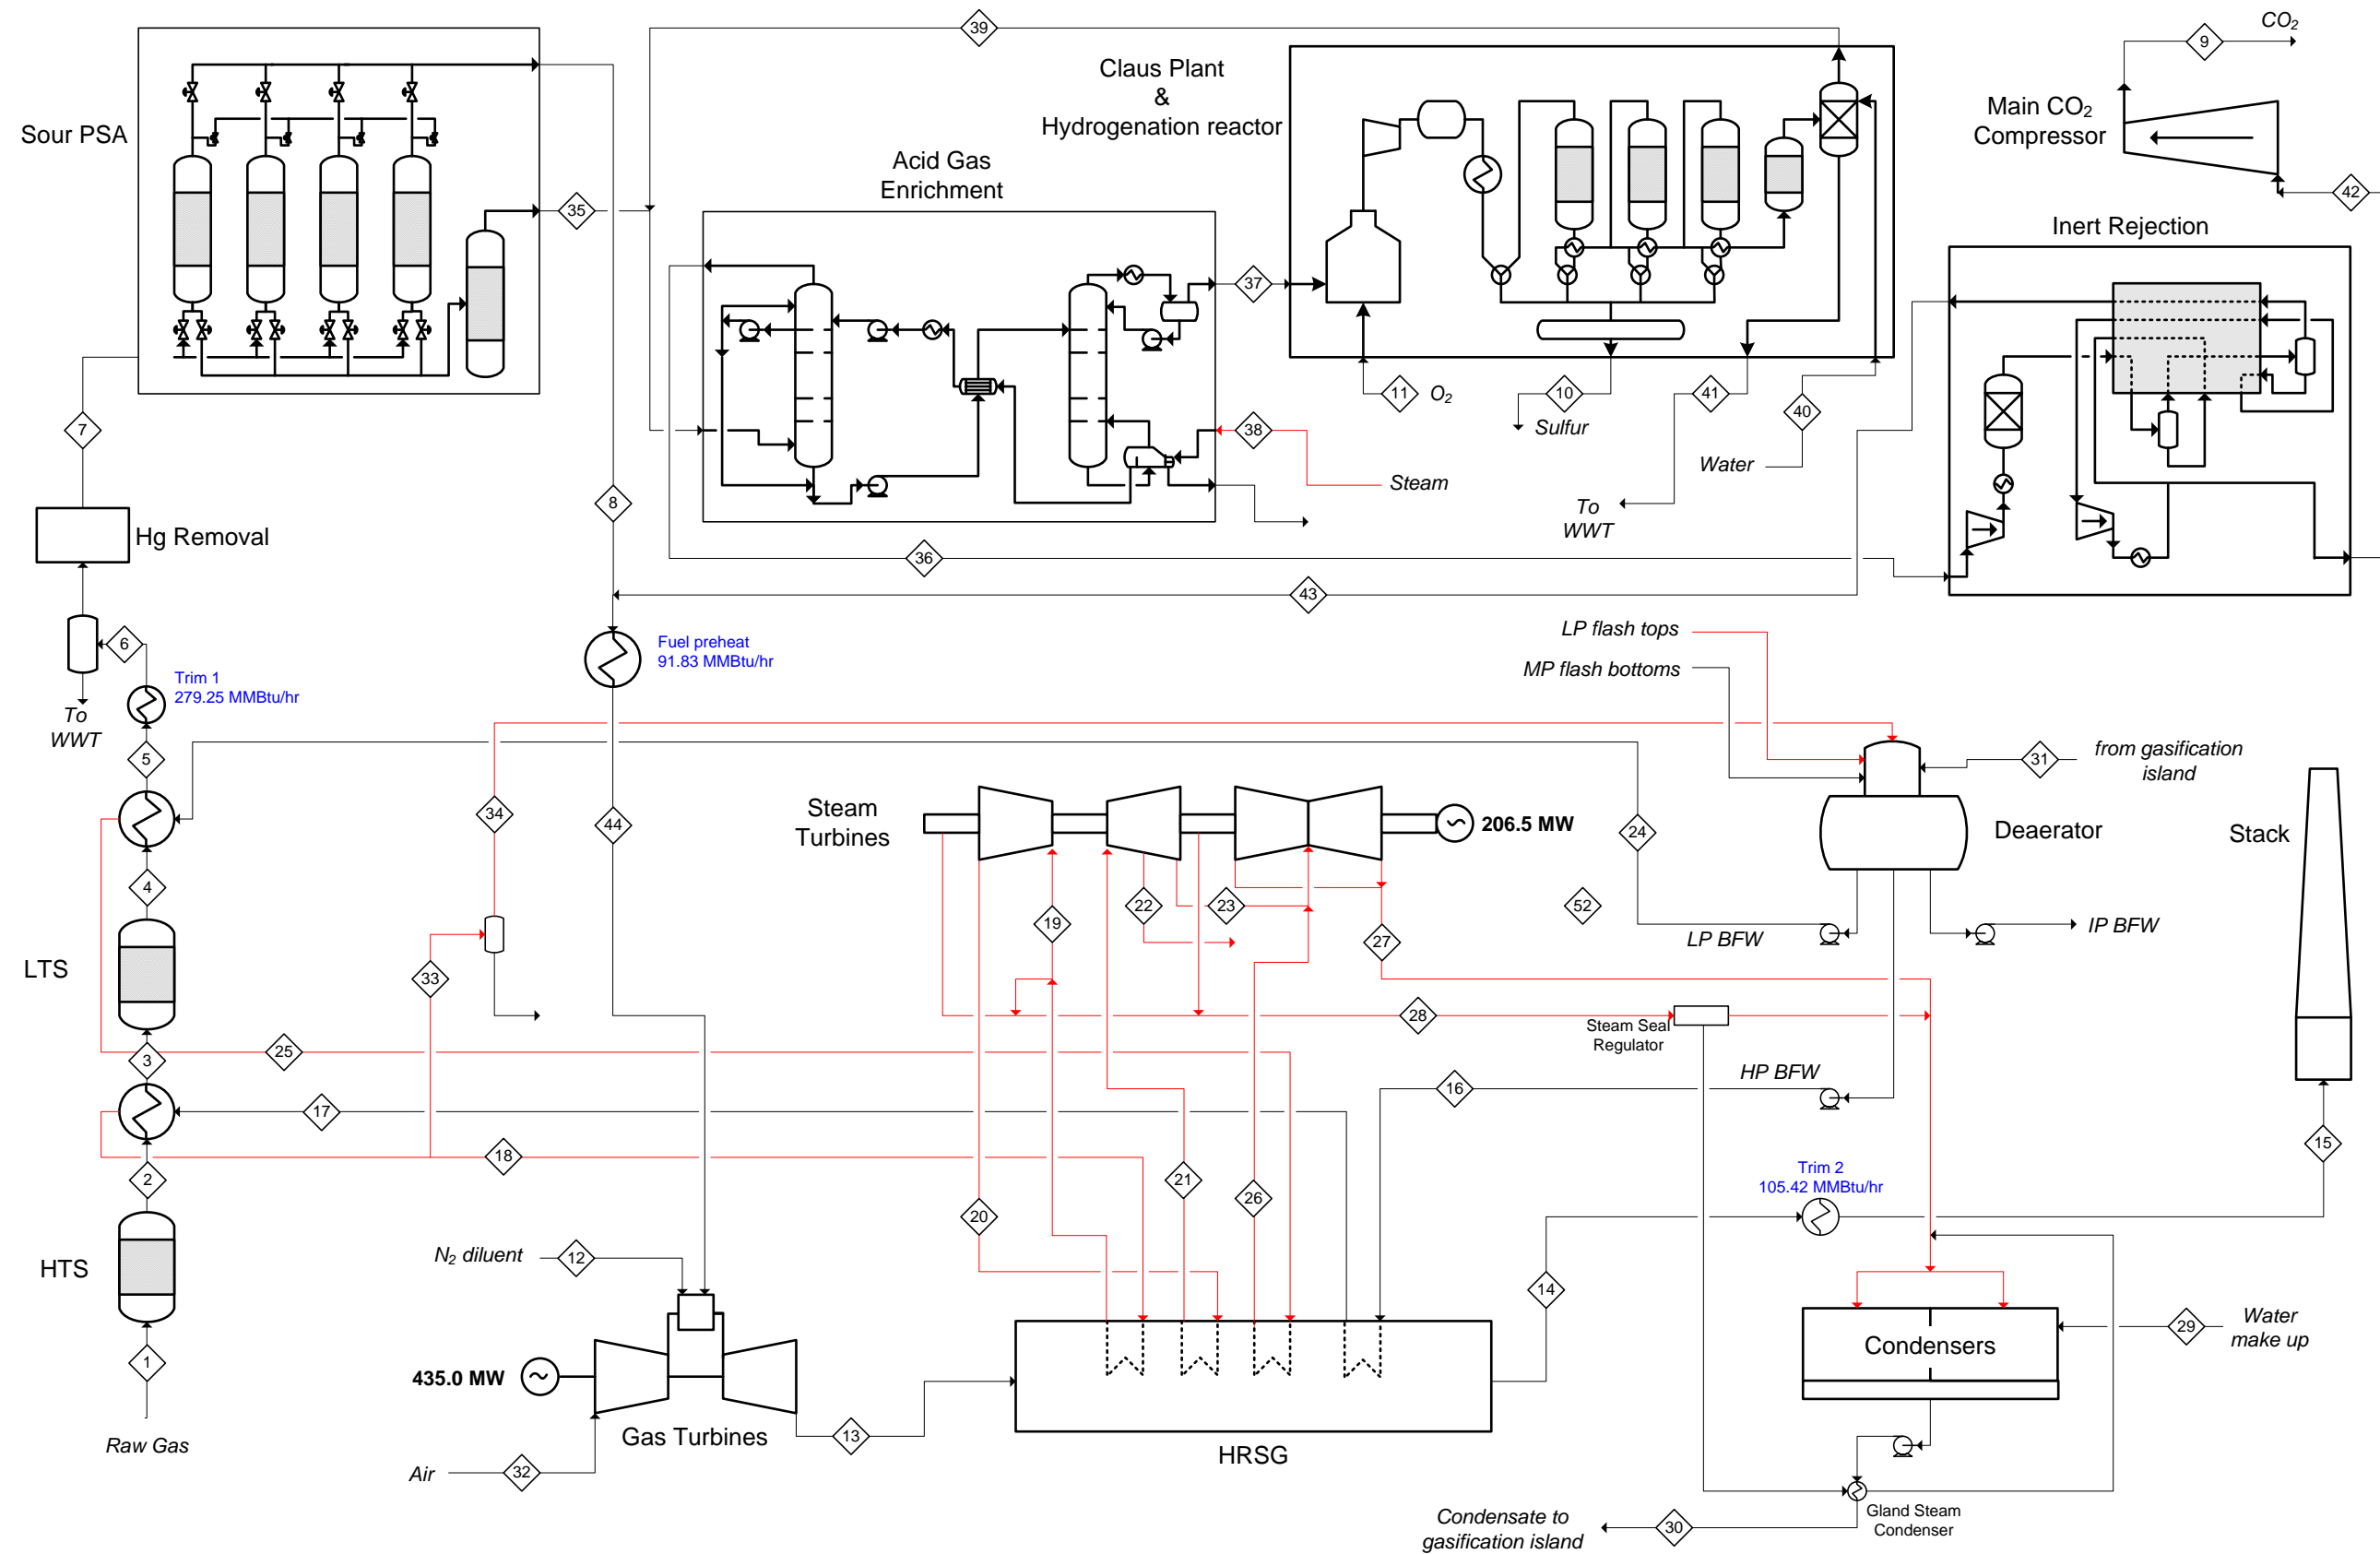 39
CO2
9
Claus Plant
&
Hydrogenation reactor
Main CO2
Compressor
Sour PSA
Acid Gas
Enrichment
42
35
Inert Rejection
37
11
O2
10
41
40
Sulfur
7
38
Water
Steam
8
To
WWT
Hg Removal
36
43
LP flash tops
6
Fuel preheat
91.83 MMBtu/hr
MP flash bottoms
Trim 1
279.25 MMBtu/hr
To
WWT
5
31
from gasification
island
34
44
Steam
Turbines
206.5 MW
24
Deaerator
Stack
4
22
23
52
19
27
LP BFW
IP BFW
LTS
33
28
Steam Seal
Regulator
3
25
16
HP BFW
17
15
18
2
21
26
Trim 2
105.42 MMBtu/hr
20
N2 diluent
12
HTS
14
29
Water
make up
Condensers
1
435.0 MW
Gas Turbines
13
Raw Gas
HRSG
Air
32
Gland Steam
Condenser
Condensate to
gasification island
30